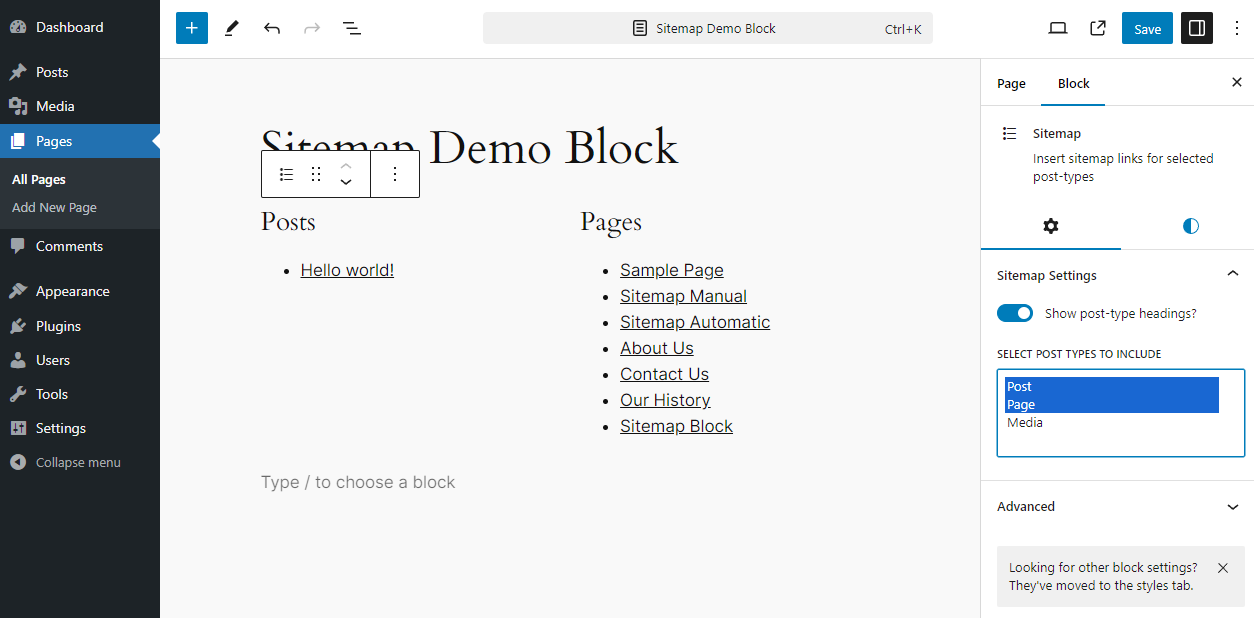 Dashboard
Posts
Media
Pages
All Pages
Add New Page
Comments
Appearance
Plugins
Users
Tools
Settings
Collapse menu
Sitemap Demo Block
Ctrl+K
Save
Sitemap Demo Block
Posts
Hello world!
Pages
Sample Page
Sitemap Manual
Sitemap Automatic
About Us
Contact Us
Our History
Sitemap Block
Type / to choose a block
Page
Block
Sitemap
Insert sitemap links for selected
post-types
Sitemap Settings
Show post-type headings?
SELECT POST TYPES TO INCLUDE
Post
Page
Media
Advanced
Looking for other block settings?
They've moved to the styles tab.